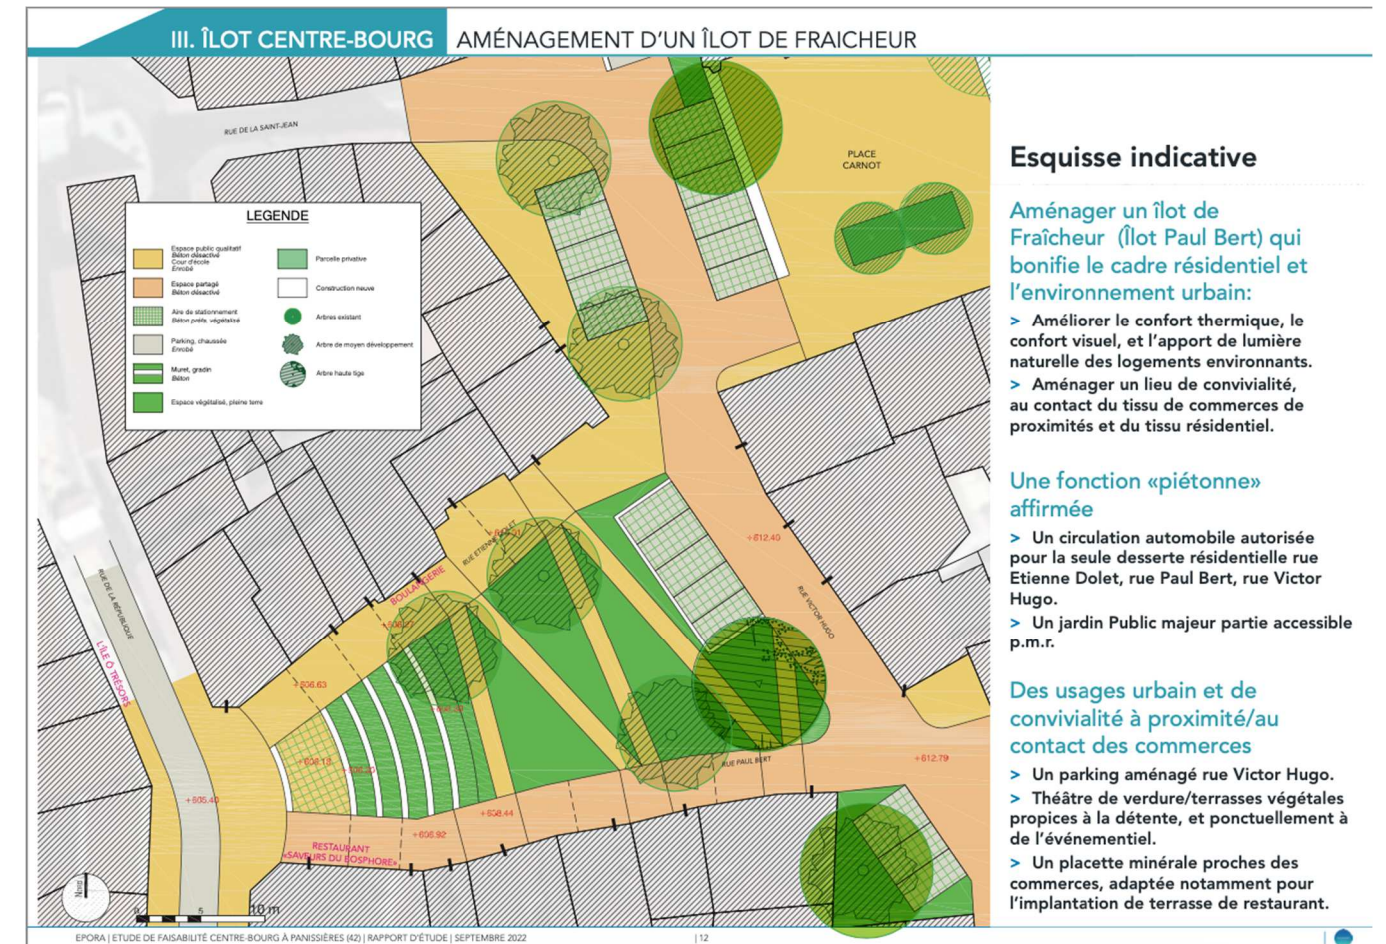 III. ÎLOT CENTRE-BOURG AMÉNAGEMENT D'UN ÎLOT DE FRAICHEUR
RUE DE LA SAINT-JEAN
PLACE
CARNOT
LEGENDE
Espace public qualitatif
Béton désactivé
Cour d'école
Enrobé
Espace partagé
Béton désactivé
Aire de stationnement
Béton préfa, végétalisé
Parking, chaussée
Enrobé
Muret, gradin
Béton
Espace végétalisé, pleine terre
Parcelle privative
Construction neuve
Arbres existant
Arbre de moyen développement
Arbre haute tige
RUE ETIENNE DOLET
BOULANGERIE
+612.40
RUE VICTOR HUGO
RUE DE LA RÉPUBLIQUE
L'ÎLE Ô TRÉSORS
+606.63
+605.40
+608.44
+606.92
RUE PAUL BERT
+612.79
RESTAURANT
«SAVEURS DU BOSPHORE»
Nord
0 5 10 m
Esquisse indicative
Aménager un îlot de
Fraîcheur (Îlot Paul Bert) qui
bonifie le cadre résidentiel et
l'environnement urbain:
> Améliorer le confort thermique, le
confort visuel, et l'apport de lumière
naturelle des logements environnants.
> Aménager un lieu de convivialité,
au contact du tissu de commerces de
proximités et du tissu résidentiel.
Une fonction «piétonne»
affirmée
> Un circulation automobile autorisée
pour la seule desserte résidentielle rue
Etienne Dolet, rue Paul Bert, rue Victor
Hugo.
> Un jardin Public majeur partie accessible
p.m.r.
Des usages urbain et de
convivialité à proximité/au
contact des commerces
> Un parking aménagé rue Victor Hugo.
> Théâtre de verdure/terrasses végétales
propices à la détente, et ponctuellement à
de l'événementiel.
> Un placette minérale proches des
commerces, adaptée notamment pour
l'implantation de terrasse de restaurant.
EPORA | ETUDE DE FAISABILITÉ CENTRE-BOURG À PANISSIÈRES (42) | RAPPORT D'ÉTUDE | SEPTEMBRE 2022
| 12